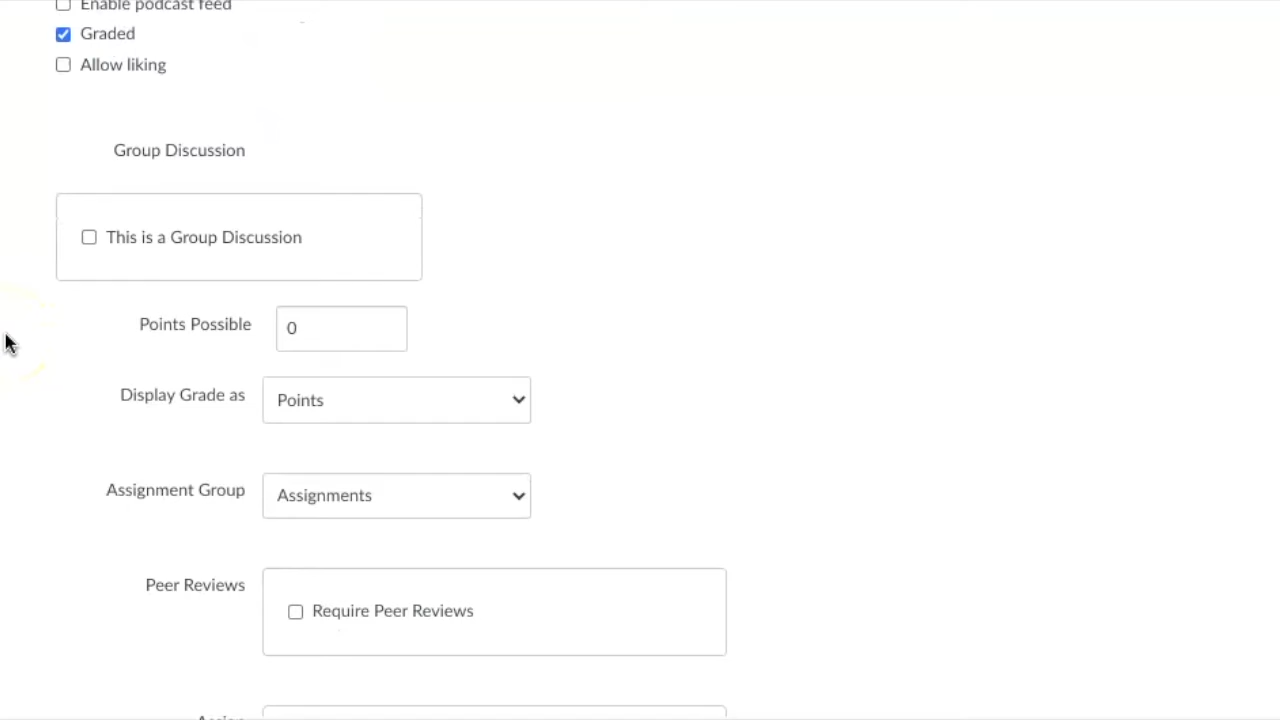 Enable podcast feed
Graded
Allow liking
Group Discussion
This is a Group Discussion
Points Possible 0
Display Grade as Points
Assignment Group Assignments
Peer Reviews
Require Peer Reviews